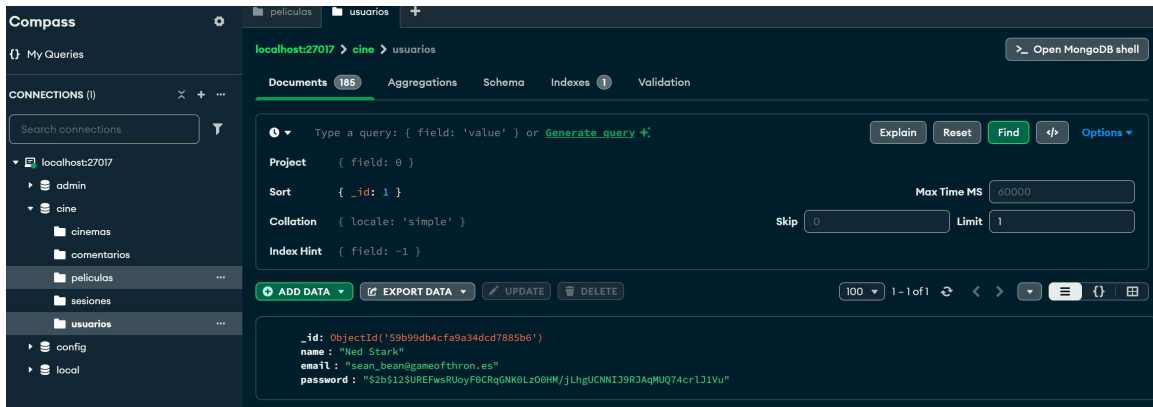 Compass
{} My Queries
CONNECTIONS (1)
Search connections
localhost:27017
admin
cine
cinemas
comentarios
peliculas
sesiones
usuarios
config
local
peliculas
usuarios
localhost:27017 > cine > usuarios
>_ Open MongoDB shell
Documents 185 Aggregations Schema Indexes 1 Validation
Type a query: { field: 'value' } or Generate query
Explain Reset Find </> Options
Project { field: 0 }
Sort { _id: 1 }
Max Time MS 60000
Collation { locale: 'simple' }
Skip 0 Limit 1
Index Hint { field: -1 }
ADD DATA EXPORT DATA UPDATE DELETE
100 1–1 of 1 {}
_id: ObjectId('59b99db4cfa9a34dcd7885b6')
name : "Ned Stark"
email : "sean_bean@gameofthron.es"
password : "$2b$12$UREFwsRUoyF0CRqGNK0LzO0HM/jLhgUCNNIJ9RJAqMUQ74crlJ1Vu"